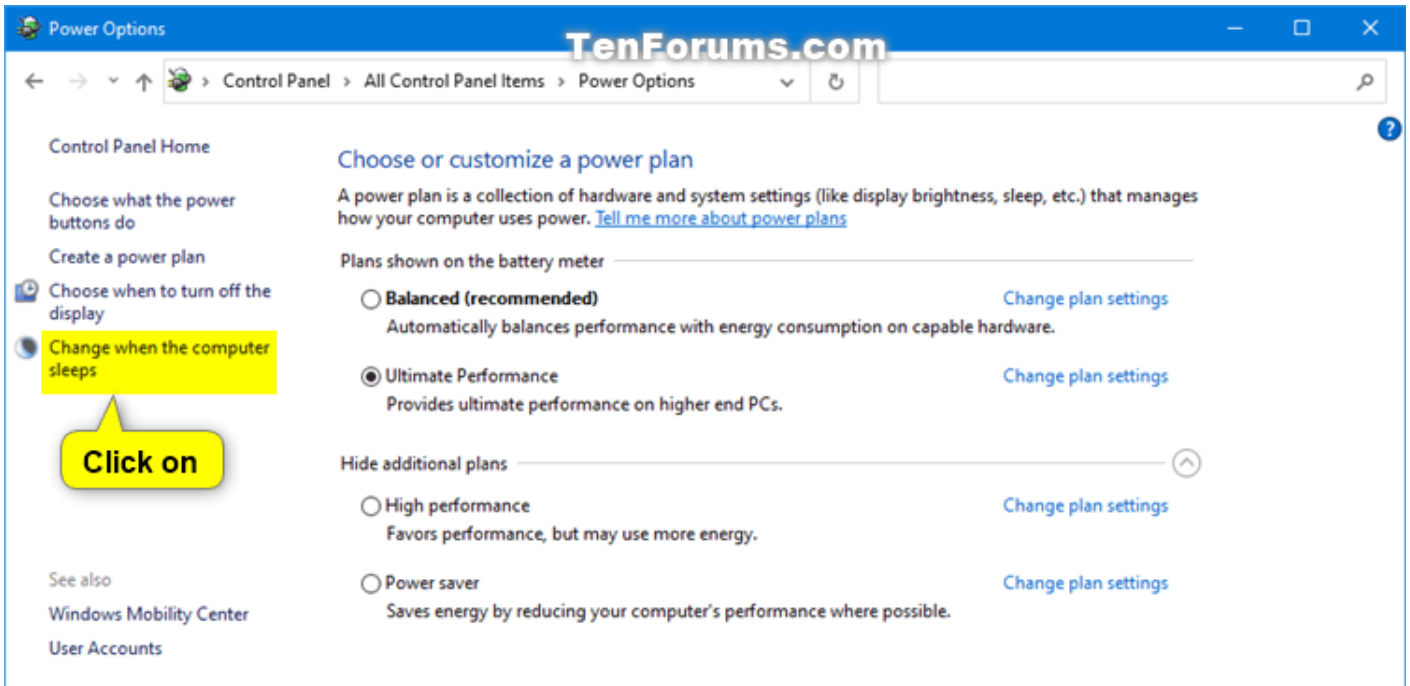 Power Options
TenForums.com
Control Panel > All Control Panel Items > Power Options
?
Control Panel Home
Choose what the power
buttons do
Create a power plan
Choose when to turn off the
display
Change when the computer
sleeps
Click on
See also
Windows Mobility Center
User Accounts
Choose or customize a power plan
A power plan is a collection of hardware and system settings (like display brightness, sleep, etc.) that manages
how your computer uses power. Tell me more about power plans
Plans shown on the battery meter
Balanced (recommended) Change plan settings
Automatically balances performance with energy consumption on capable hardware.
Ultimate Performance Change plan settings
Provides ultimate performance on higher end PCs.
Hide additional plans
High performance Change plan settings
Favors performance, but may use more energy.
Power saver Change plan settings
Saves energy by reducing your computer's performance where possible.